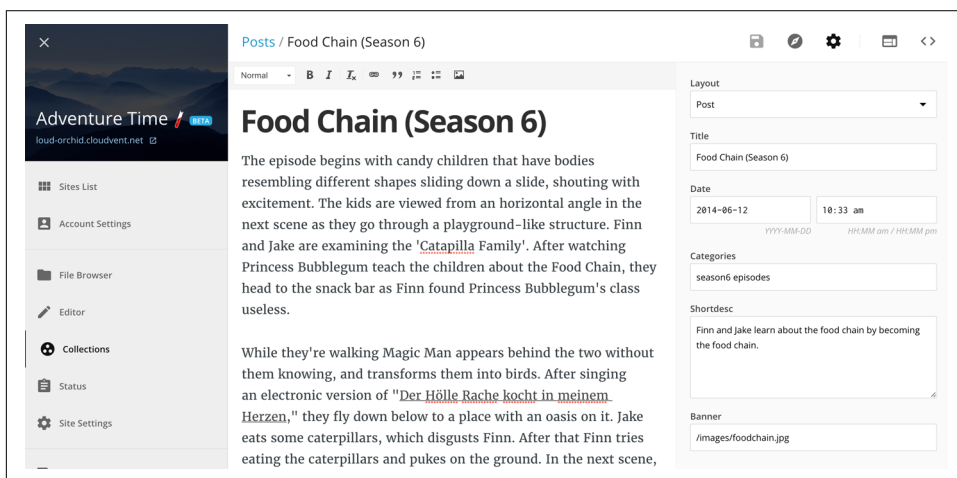 Adventure Time BETA
loud-orchid.cloudvent.net
Sites List
Account Settings
File Browser
Editor
Collections
Status
Site Settings
Posts / Food Chain (Season 6)
Normal
B I Tx
Food Chain (Season 6)
The episode begins with candy children that have bodies
resembling different shapes sliding down a slide, shouting with
excitement. The kids are viewed from an horizontal angle in the
next scene as they go through a playground-like structure. Finn
and Jake are examining the 'Catapilla Family'. After watching
Princess Bubblegum teach the children about the Food Chain, they
head to the snack bar as Finn found Princess Bubblegum's class
useless.
While they're walking Magic Man appears behind the two without
them knowing, and transforms them into birds. After singing
an electronic version of "Der Hölle Rache kocht in meinem
Herzen," they fly down below to a place with an oasis on it. Jake
eats some caterpillars, which disgusts Finn. After that Finn tries
eating the caterpillars and pukes on the ground. In the next scene,
Layout
Post
Title
Food Chain (Season 6)
Date
2014-06-12 10:33 am
YYYY-MM-DD HH:MM am / HH:MM pm
Categories
season6 episodes
Shortdesc
Finn and Jake learn about the food chain by becoming
the food chain.
Banner
/images/foodchain.jpg